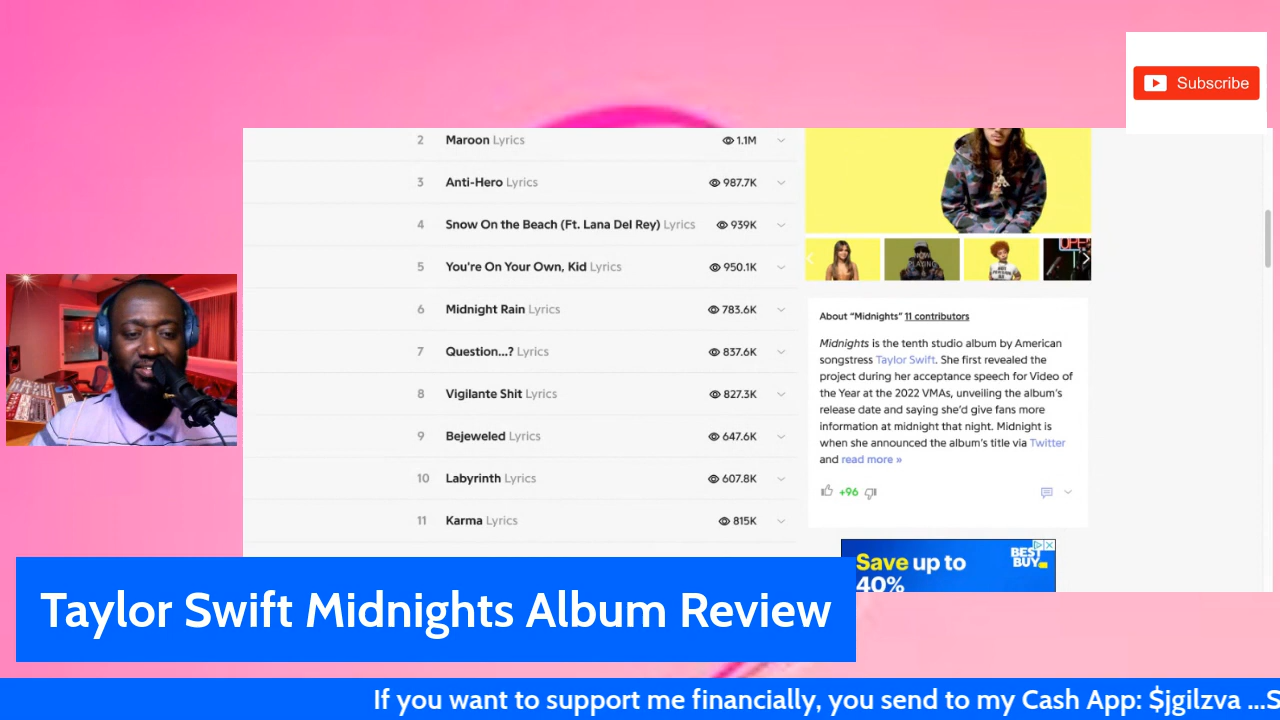 Subscribe
2 Maroon Lyrics 1.1M
3 Anti-Hero Lyrics 987.7K
4 Snow On the Beach (Ft. Lana Del Rey) Lyrics 939K
5 You're On Your Own, Kid Lyrics 950.1K
6 Midnight Rain Lyrics 783.6K
7 Question...? Lyrics 837.6K
8 Vigilante Shit Lyrics 827.3K
9 Bejeweled Lyrics 647.6K
10 Labyrinth Lyrics 607.8K
11 Karma Lyrics 815K
NOW
PLAYING
About “Midnights” 11 contributors
Midnights is the tenth studio album by American
songstress Taylor Swift. She first revealed the
project during her acceptance speech for Video of
the Year at the 2022 VMAs, unveiling the album’s
release date and saying she’d give fans more
information at midnight that night. Midnight is
when she announced the album’s title via Twitter
and read more »
+96
Save up to
40%
BEST
BUY
Taylor Swift Midnights Album Review
If you want to support me financially, you send to my Cash App: $jgilzva ...S